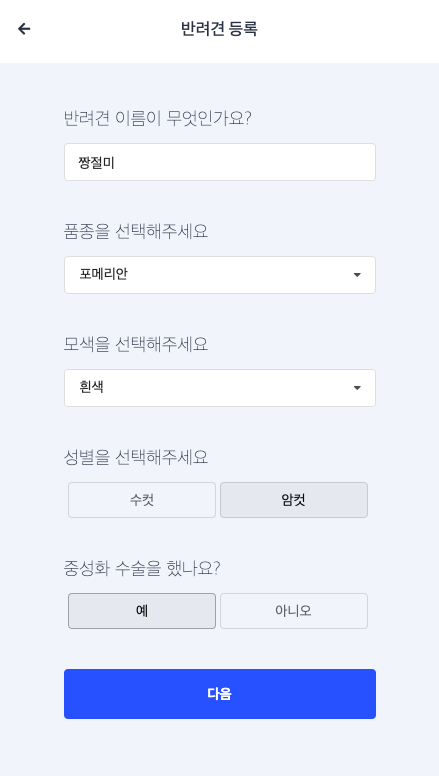 반려견 등록
반려견 이름이 무엇인가요?
짱절미
품종을 선택해주세요
포메리안
모색을 선택해주세요
흰색
성별을 선택해주세요
수컷 암컷
중성화 수술을 했나요?
예 아니오
다음